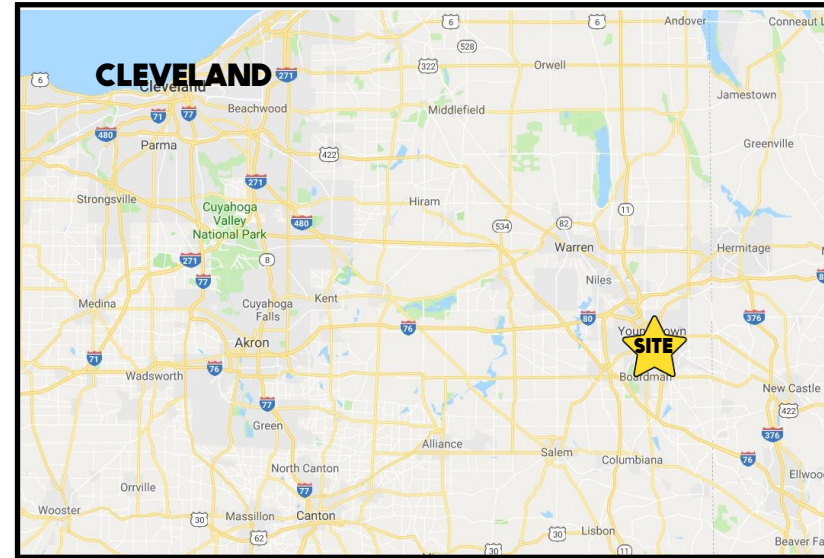 6
6
Andover
Conneaut L
528
322
Orwell
6
CLEVELAND
271
Cleveland
Jamestown
71
77
Beachwood
Middlefield
480
Parma
Greenville
422
271
Strongsville
Hiram
Cuyahoga
Valley
National Park
11
480
534
82
Warren
Hermitage
271
8
77
Niles
Medina
Cuyahoga
Falls
Kent
80
376
76
Akron
SITE
71
76
Wadsworth
Boardman
New Castle
77
422
Green
376
Alliance
Salem
Columbiana
76
North Canton
Ellwoo
77
Orrville
Wooster
30
Massillon
Canton
62
30
30
11
Lisbon
Beaver Fa